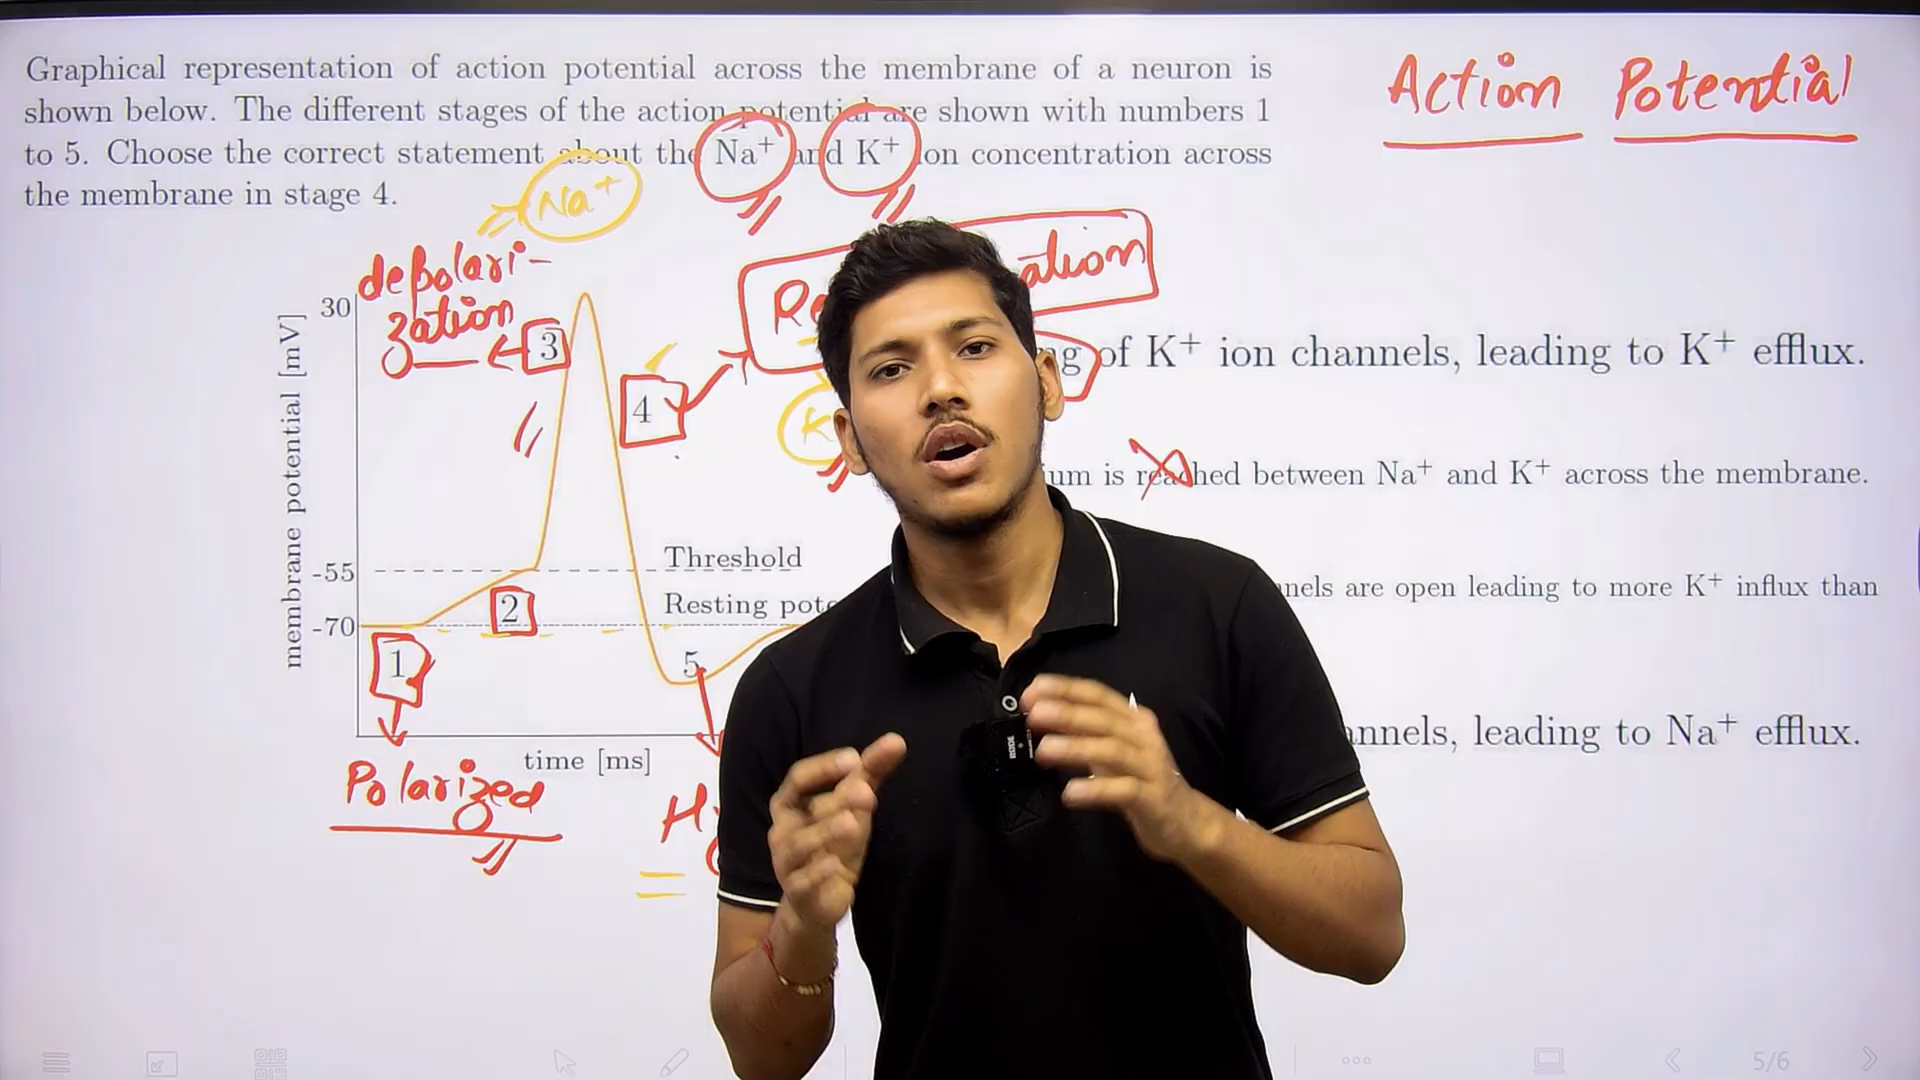 Graphical representation of action potential across the membrane of a neuron is
shown below. The different stages of the action potential are shown with numbers 1
to 5. Choose the correct statement about the Na⁺ and K⁺ ion concentration across
the membrane in stage 4.
Action Potential
Na⁺
depolari-
zation
3
4
ation
30
-55
-70
membrane potential [mV]
Threshold
Resting
2
1
5
time [ms]
Polarized
K
of K⁺ ion channels, leading to K⁺ efflux.
is reached between Na⁺ and K⁺ across the membrane.
are open leading to more K⁺ influx than
leading to Na⁺ efflux.
RODE
5/6